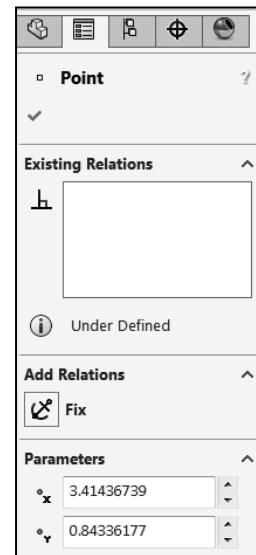 Point
?
Existing Relations
Under Defined
Add Relations
Fix
Parameters
x 3.41436739
Y 0.84336177